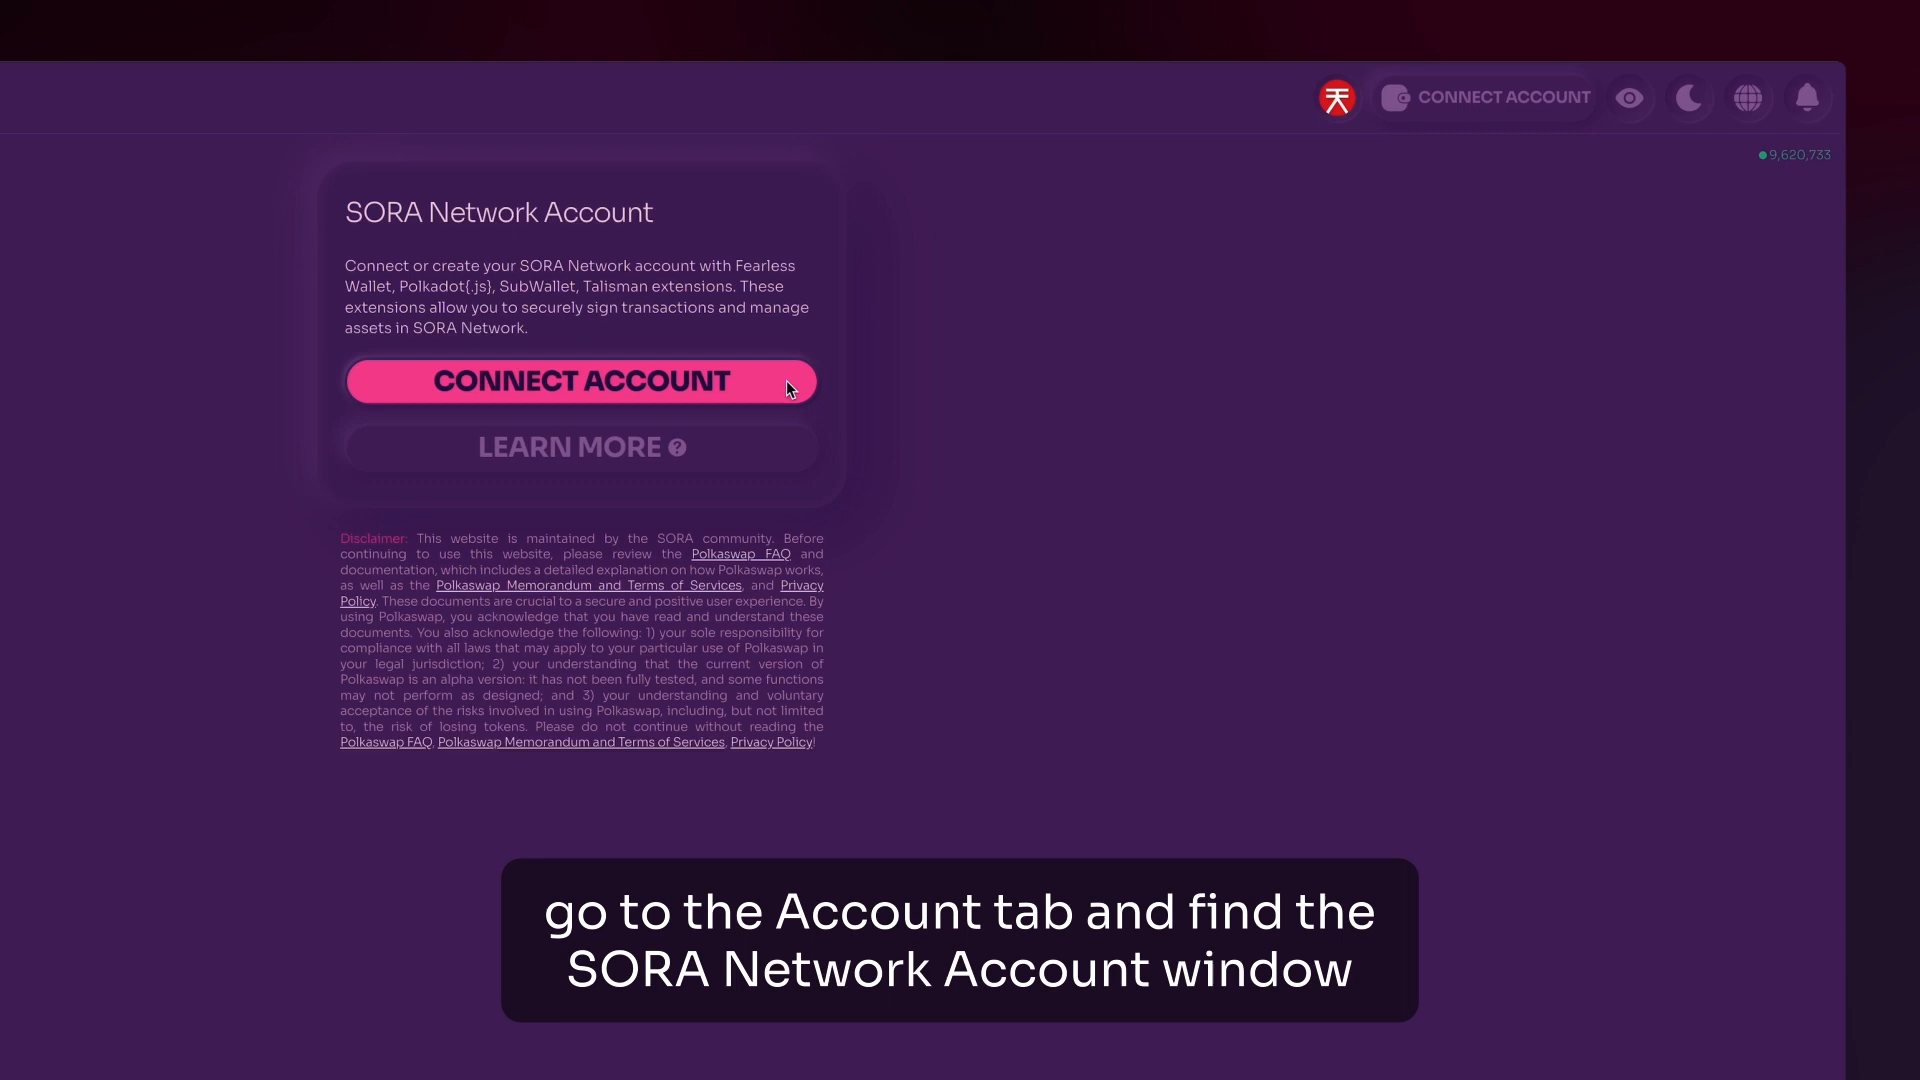 天 CONNECT ACCOUNT
9,620,733
SORA Network Account
Connect or create your SORA Network account with Fearless
Wallet, Polkadot{.js}, SubWallet, Talisman extensions. These
extensions allow you to securely sign transactions and manage
assets in SORA Network.
CONNECT ACCOUNT
LEARN MORE ?
Disclaimer: This website is maintained by the SORA community. Before
continuing to use this website, please review the Polkaswap FAQ and
documentation, which includes a detailed explanation on how Polkaswap works,
as well as the Polkaswap Memorandum and Terms of Services, and Privacy
Policy. These documents are crucial to a secure and positive user experience. By
using Polkaswap, you acknowledge that you have read and understand these
documents. You also acknowledge the following: 1) your sole responsibility for
compliance with all laws that may apply to your particular use of Polkaswap in
your legal jurisdiction; 2) your understanding that the current version of
Polkaswap is an alpha version: it has not been fully tested, and some functions
may not perform as designed; and 3) your understanding and voluntary
acceptance of the risks involved in using Polkaswap, including, but not limited
to, the risk of losing tokens. Please do not continue without reading the
Polkaswap FAQ, Polkaswap Memorandum and Terms of Services, Privacy Policy!
go to the Account tab and find the
SORA Network Account window